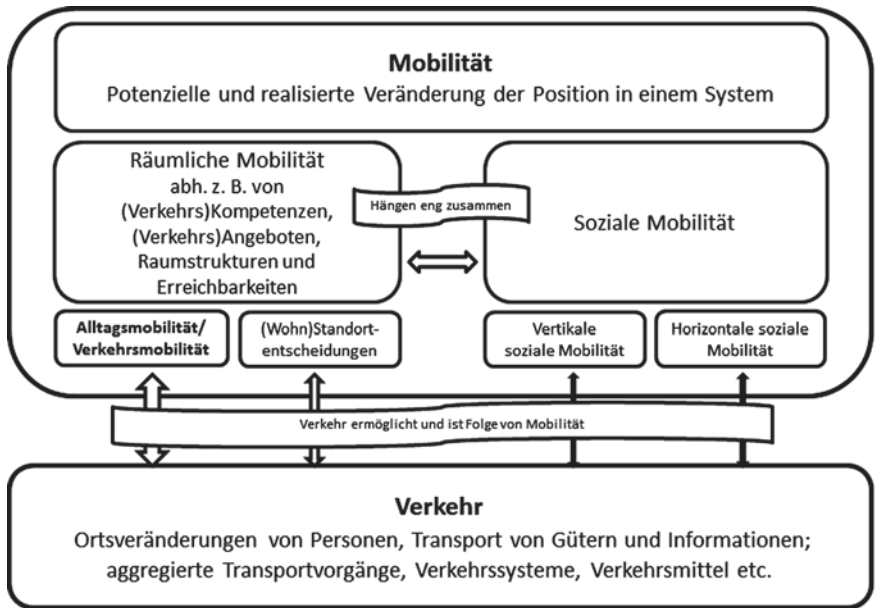 Mobilität
Potenzielle und realisierte Veränderung der Position in einem System
Räumliche Mobilität
abh. z. B. von
(Verkehrs)Kompetenzen,
(Verkehrs)Angeboten,
Raumstrukturen und
Erreichbarkeiten
Hängen eng zusammen
Soziale Mobilität
Alltagsmobilität/
Verkehrsmobilität
(Wohn)Standort-
entscheidungen
Vertikale
soziale Mobilität
Horizontale soziale
Mobilität
Verkehr ermöglicht und ist Folge von Mobilität
Verkehr
Ortsveränderungen von Personen, Transport von Gütern und Informationen;
aggregierte Transportvorgänge, Verkehrssysteme, Verkehrsmittel etc.